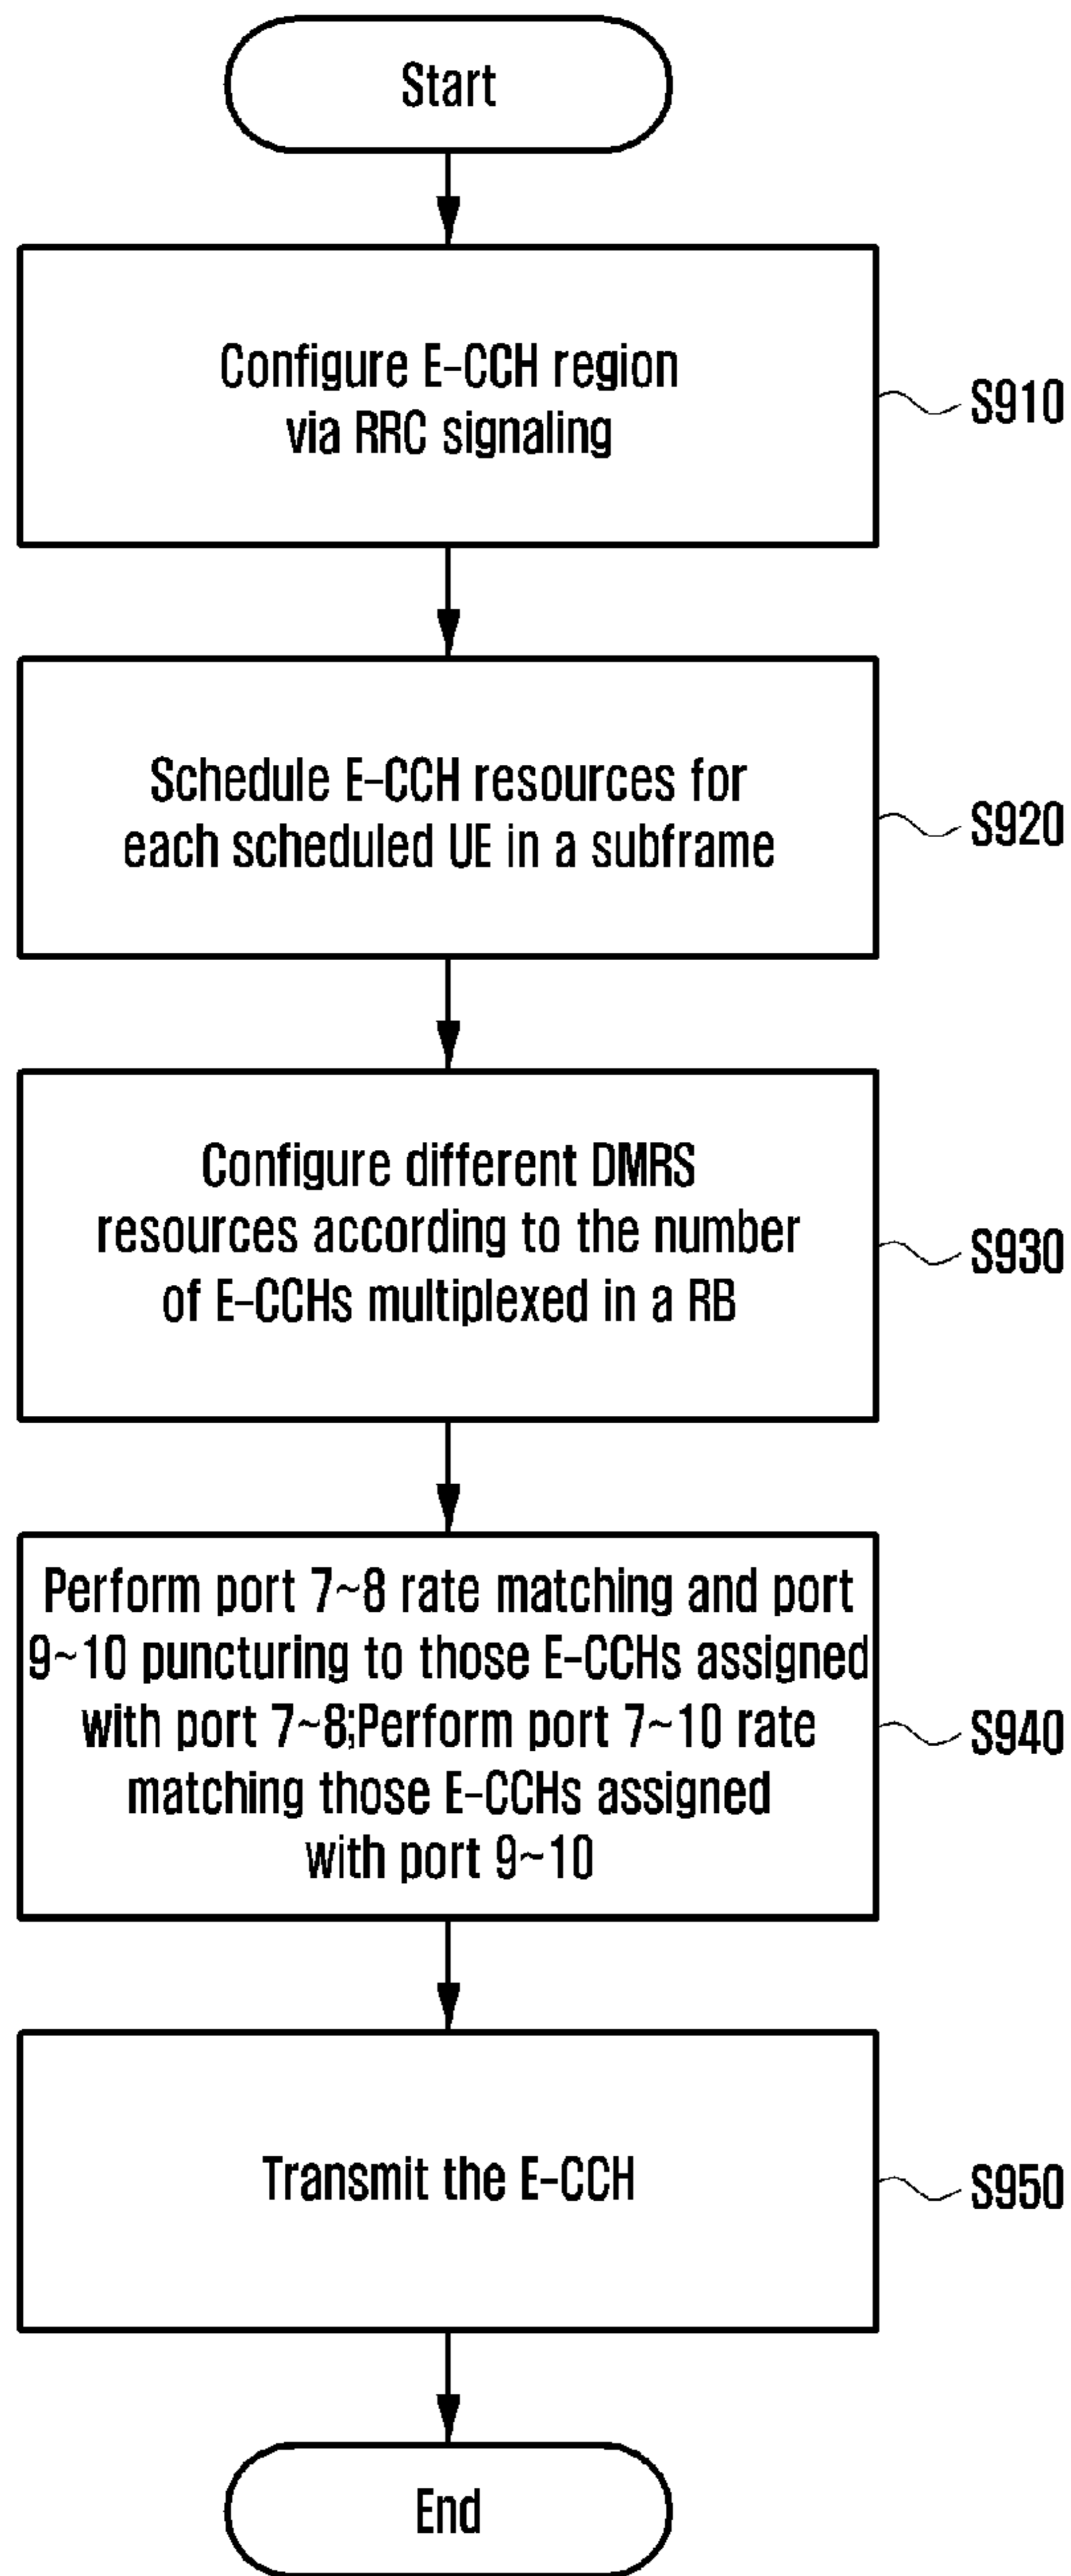 Start
Configure E-CCH region
via RRC signaling
S910
Schedule E-CCH resources for
each scheduled UE in a subframe
S920
Configure different DMRS
resources according to the number
of E-CCHs multiplexed in a RB
S930
Perform port 7~8 rate matching and port
9~10 puncturing to those E-CCHs assigned
with port 7~8;Perform port 7~10 rate
matching those E-CCHs assigned
with port 9~10
S940
Transmit the E-CCH
S950
End